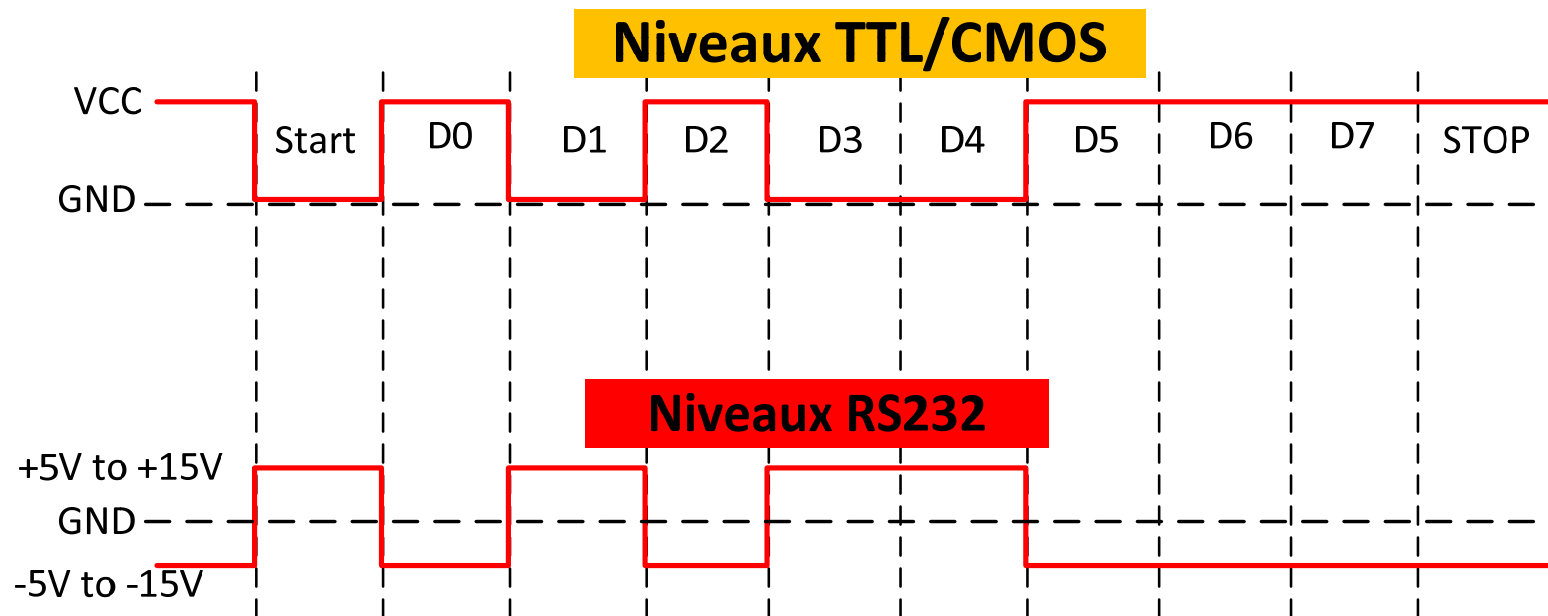 Niveaux TTL/CMOS
VCC
Start D0 D1 D2 D3 D4 D5 D6 D7 STOP
GND
Niveaux RS232
+5V to +15V
GND
-5V to -15V